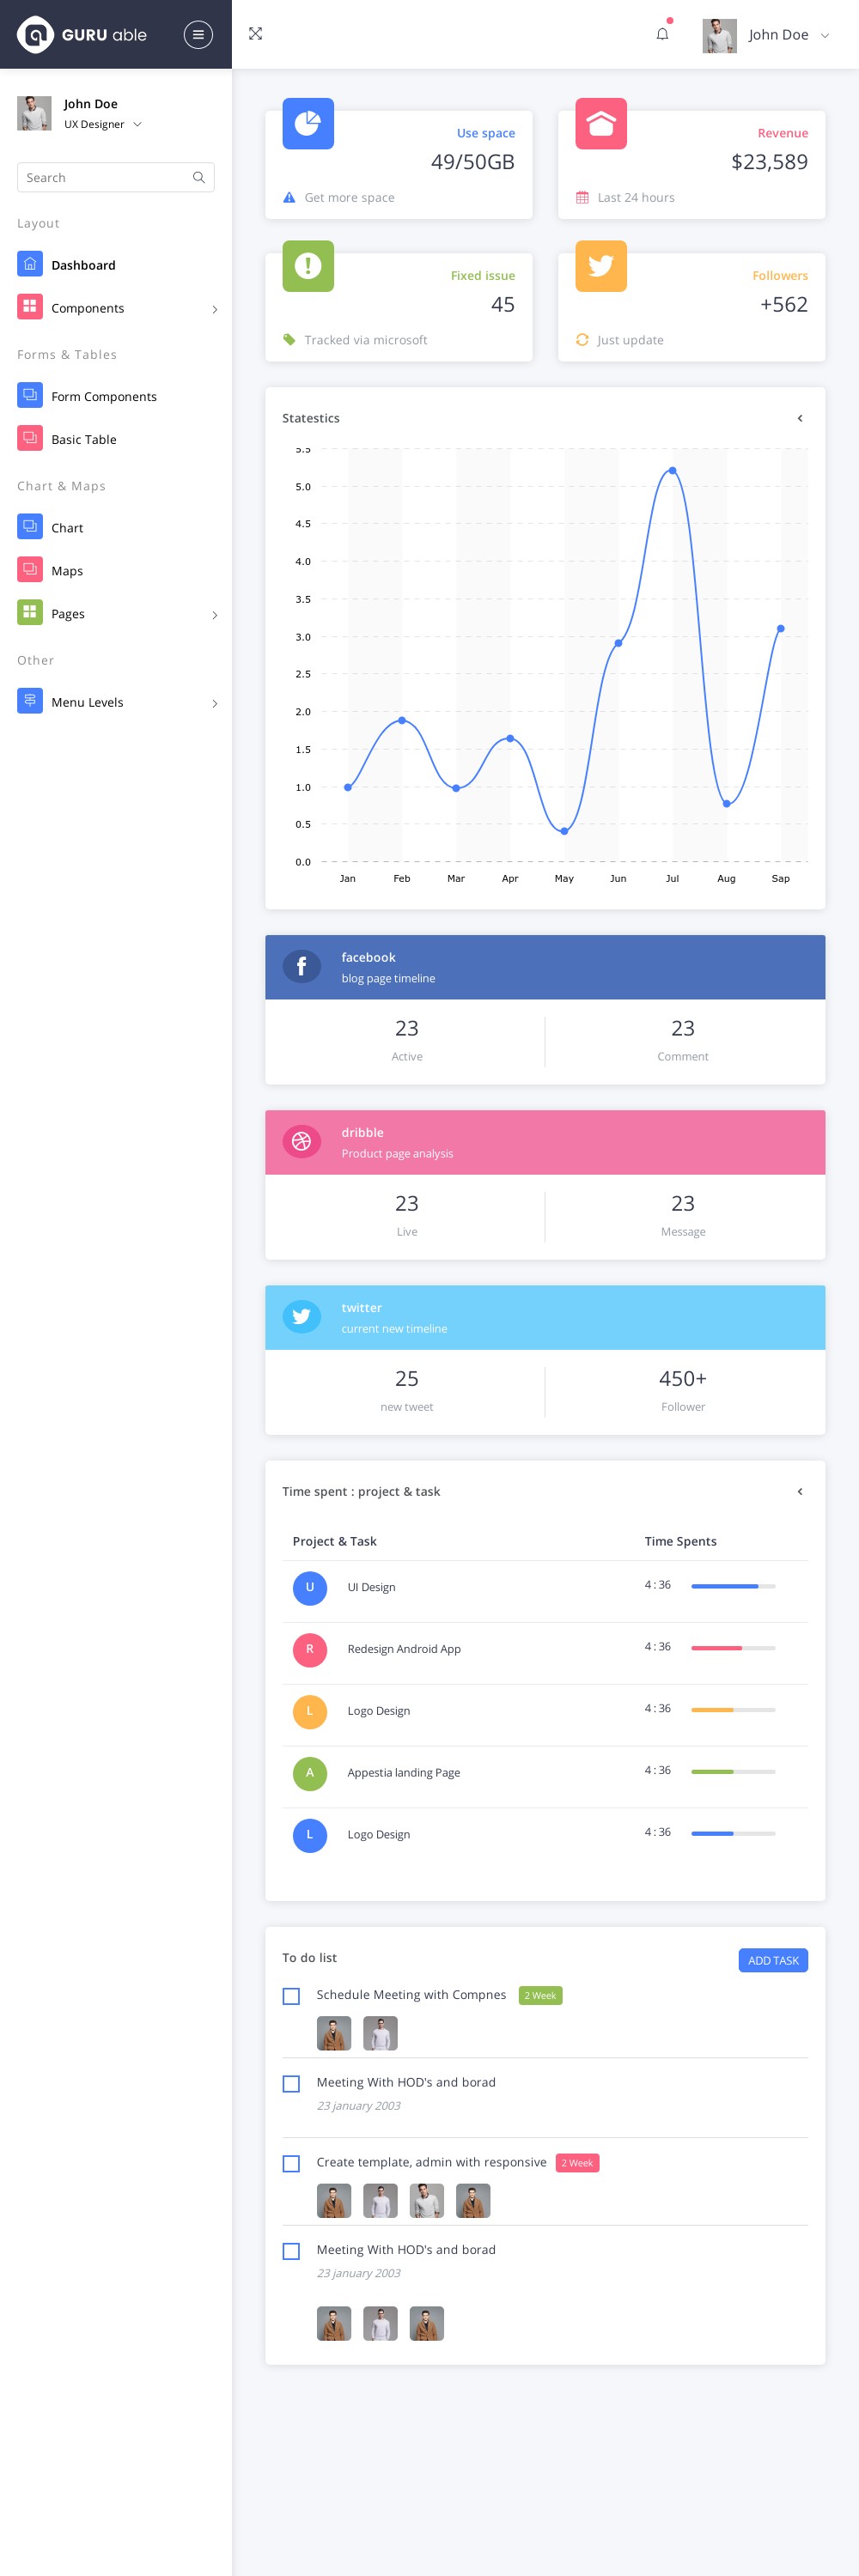 GURU able
John Doe
John Doe
UX Designer
Search
Layout
Dashboard
Components
Forms & Tables
Form Components
Basic Table
Chart & Maps
Chart
Maps
Pages
Other
Menu Levels
Use space
49/50GB
Get more space
Revenue
$23,589
Last 24 hours
Fixed issue
45
Tracked via microsoft
Followers
+562
Just update
Statestics
5.5
5.0
4.5
4.0
3.5
3.0
2.5
2.0
1.5
1.0
0.5
0.0
Jan Feb Mar Apr May Jun Jul Aug Sap
facebook
blog page timeline
23 23
Active Comment
dribble
Product page analysis
23 23
Live Message
twitter
current new timeline
25 450+
new tweet Follower
Time spent : project & task
Project & Task Time Spents
U UI Design 4 : 36
R Redesign Android App 4 : 36
L Logo Design 4 : 36
A Appestia landing Page 4 : 36
L Logo Design 4 : 36
To do list ADD TASK
Schedule Meeting with Compnes 2 Week
Meeting With HOD's and borad
23 january 2003
Create template, admin with responsive 2 Week
Meeting With HOD's and borad
23 january 2003